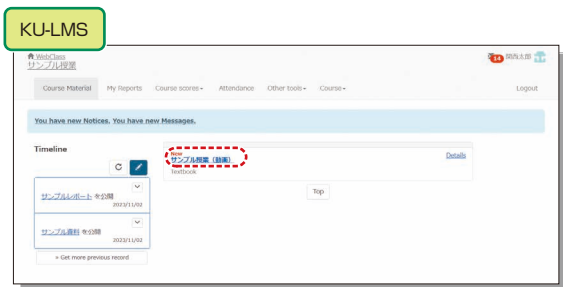 KU-LMS
WebClass
サンプル授業
14 関西太郎
Course Material My Reports Course scores Attendance Other tools Course Logout
You have new Notices. You have new Messages.
Timeline
New
サンプル授業（動画） Details
Textbook
Top
サンプルレポート を公開
2023/11/02
サンプル資料 を公開
2023/11/02
» Get more previous record